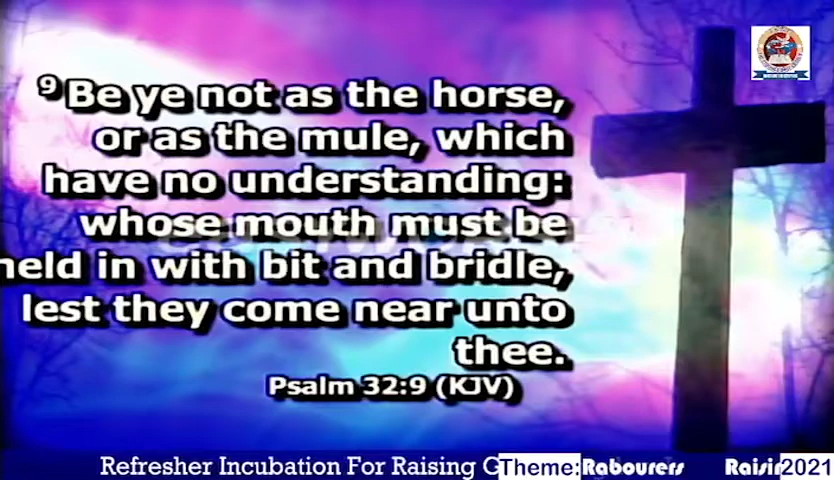 9 Be ye not as the horse,
or as the mule, which
have no understanding:
whose mouth must be
held in with bit and bridle,
lest they come near unto
thee.
Psalm 32:9 (KJV)
Refresher Incubation For Raising G Theme: Rabourers Raisin 2021